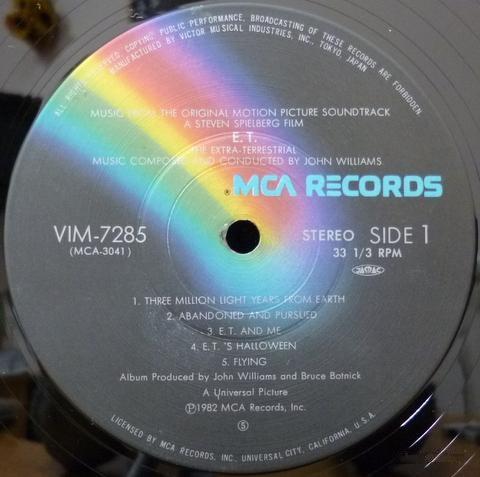 ALL RIGHTS RESERVED. COPYING, PUBLIC PERFORMANCE, BROADCASTING OF THESE RECORDS ARE FORBIDDEN.
MANUFACTURED BY VICTOR MUSICAL INDUSTRIES, INC., TOKYO, JAPAN
MUSIC FROM THE ORIGINAL MOTION PICTURE SOUNDTRACK
A STEVEN SPIELBERG FILM
E.T.
THE EXTRA-TERRESTRIAL
MUSIC COMPOSED AND CONDUCTED BY JOHN WILLIAMS
® MCA RECORDS
VIM-7285
(MCA-3041)
STEREO SIDE 1
33 1/3 RPM
JASRAC
1. THREE MILLION LIGHT YEARS FROM EARTH
2. ABANDONED AND PURSUED
3. E.T. AND ME
4. E.T. 'S HALLOWEEN
5. FLYING
Album Produced by John Williams and Bruce Botnick
A Universal Picture
Ⓟ1982 MCA Records, Inc.
⑤
LICENSED BY MCA RECORDS, INC. UNIVERSAL CITY, CALIFORNIA, U.S.A.